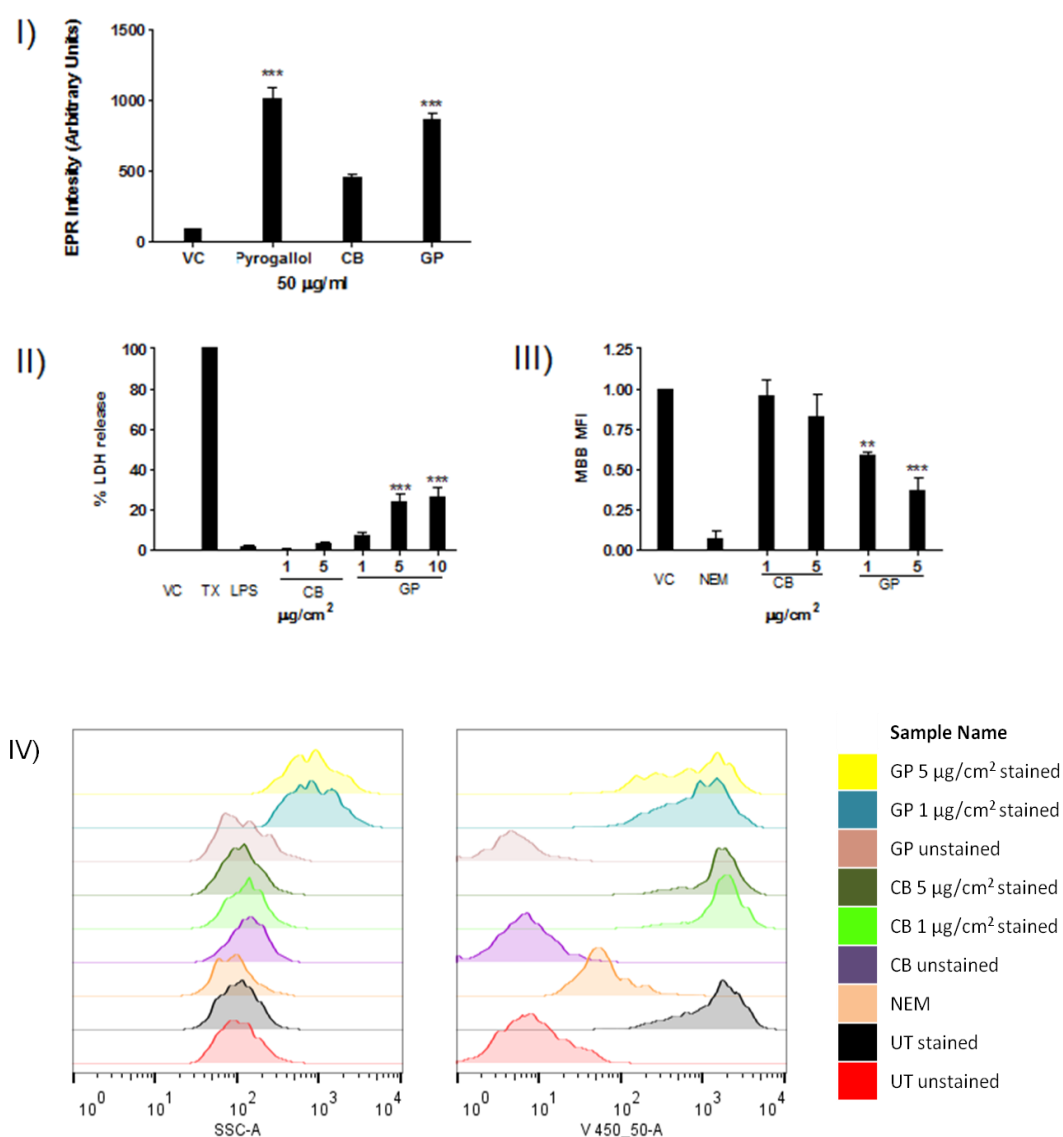 I)
EPR Intesity (Arbitrary Units)
1500
1000
500
0
***
***
VC Pyrogallol CB GP
50 µg/ml
II)
% LDH release
100
80
60
40
20
0
*** ***
1 5 1 5 10
VC TX LPS CB GP
µg/cm²
III)
MBB MFI
1.25
1.00
0.75
0.50
0.25
0.00
**
***
1 5 1 5
VC NEM CB GP
µg/cm²
IV)
10⁰ 10¹ 10² 10³ 10⁴
SSC-A
10⁰ 10¹ 10² 10³ 10⁴
V 450_50-A
Sample Name
GP 5 µg/cm² stained
GP 1 µg/cm² stained
GP unstained
CB 5 µg/cm² stained
CB 1 µg/cm² stained
CB unstained
NEM
UT stained
UT unstained